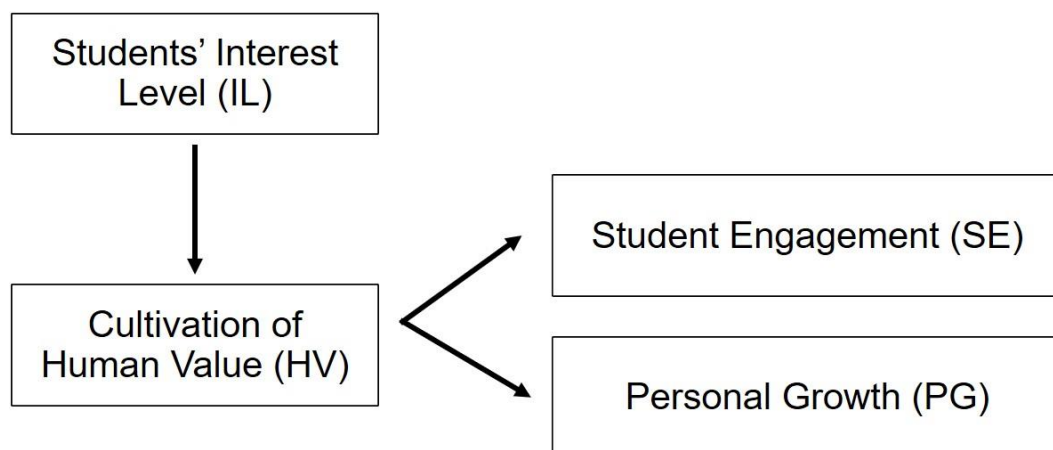 Students’ Interest
Level (IL)
Student Engagement (SE)
Cultivation of
Human Value (HV)
Personal Growth (PG)